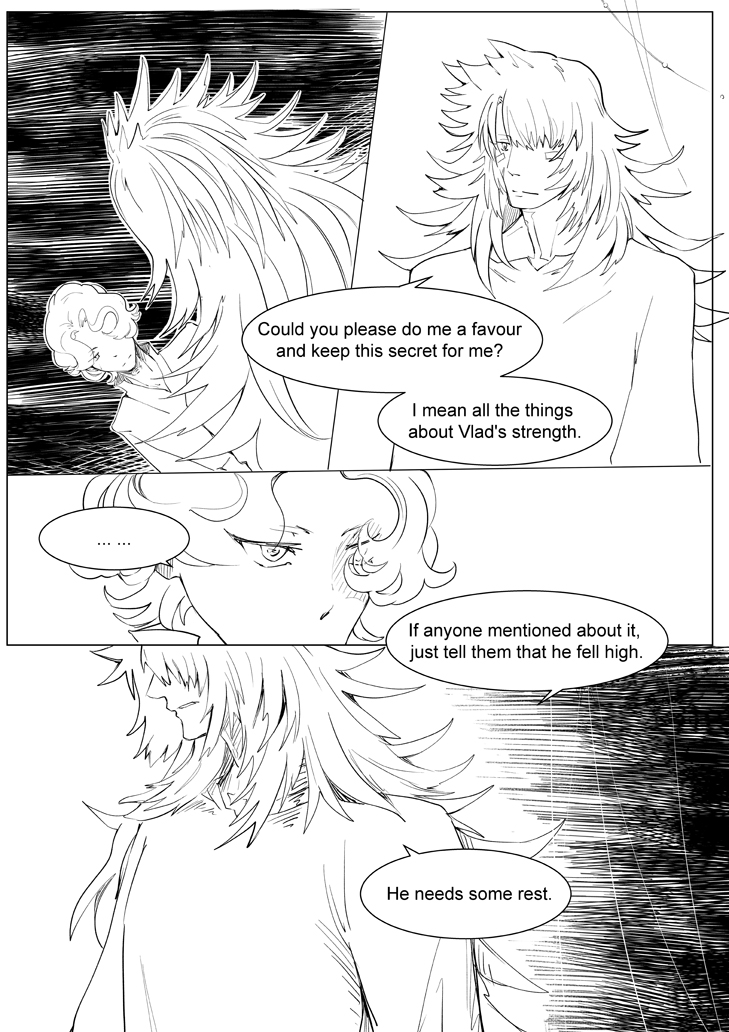 Could you please do me a favour
and keep this secret for me?
I mean all the things
about Vlad's strength.
... ...
If anyone mentioned about it,
just tell them that he fell high.
He needs some rest.